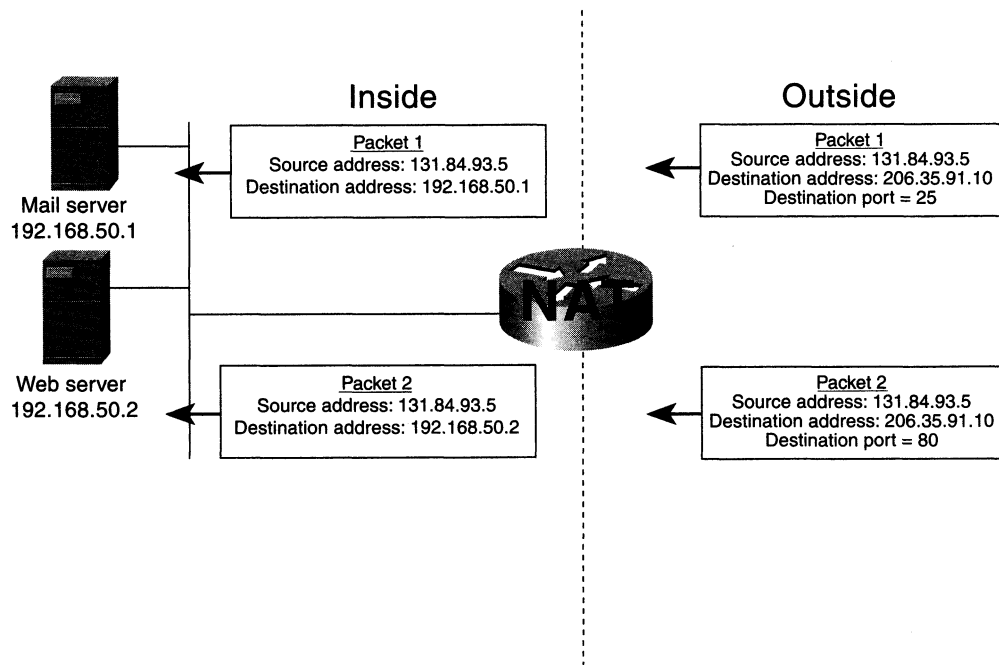 Inside
Outside
Packet 1
Source address: 131.84.93.5
Destination address: 192.168.50.1
Packet 1
Source address: 131.84.93.5
Destination address: 206.35.91.10
Destination port = 25
Mail server
192.168.50.1
NAT
Web server
192.168.50.2
Packet 2
Source address: 131.84.93.5
Destination address: 192.168.50.2
Packet 2
Source address: 131.84.93.5
Destination address: 206.35.91.10
Destination port = 80